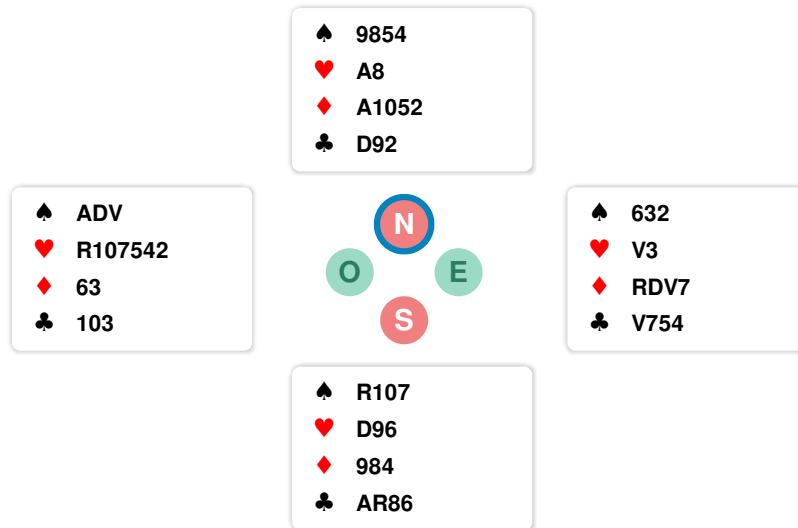 ♠ 9854
♥ A8
♦ A1052
♣ D92
♠ ADV
♥ R107542
♦ 63
♣ 103
N
O E
S
♠ 632
♥ V3
♦ RDV7
♣ V754
♠ R107
♥ D96
♦ 984
♣ AR86